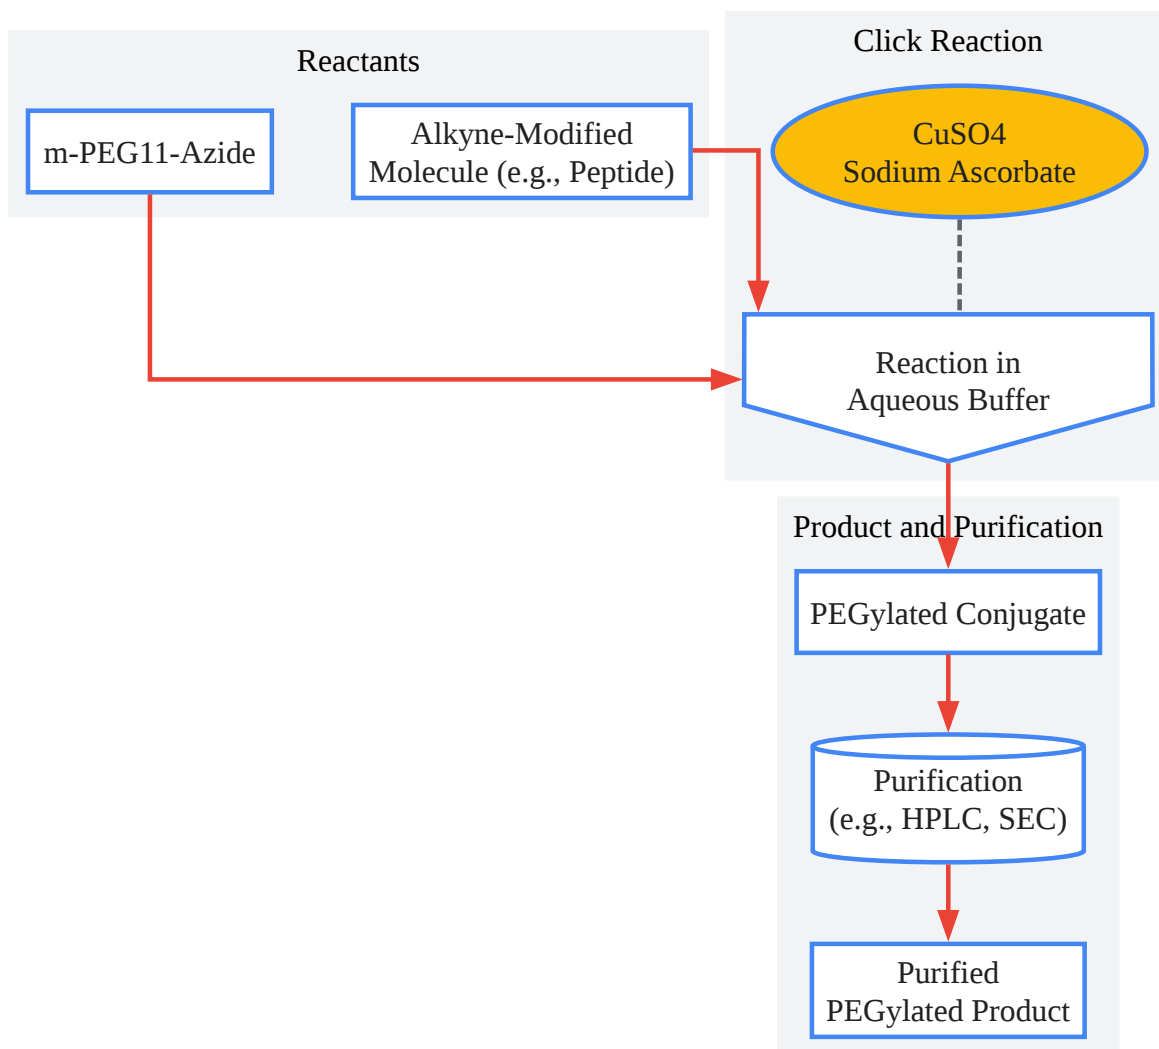 Reactants
m-PEG11-Azide
Alkyne-Modified
Molecule (e.g., Peptide)
Click Reaction
CuSO4
Sodium Ascorbate
Reaction in
Aqueous Buffer
Product and Purification
PEGylated Conjugate
Purification
(e.g., HPLC, SEC)
Purified
PEGylated Product